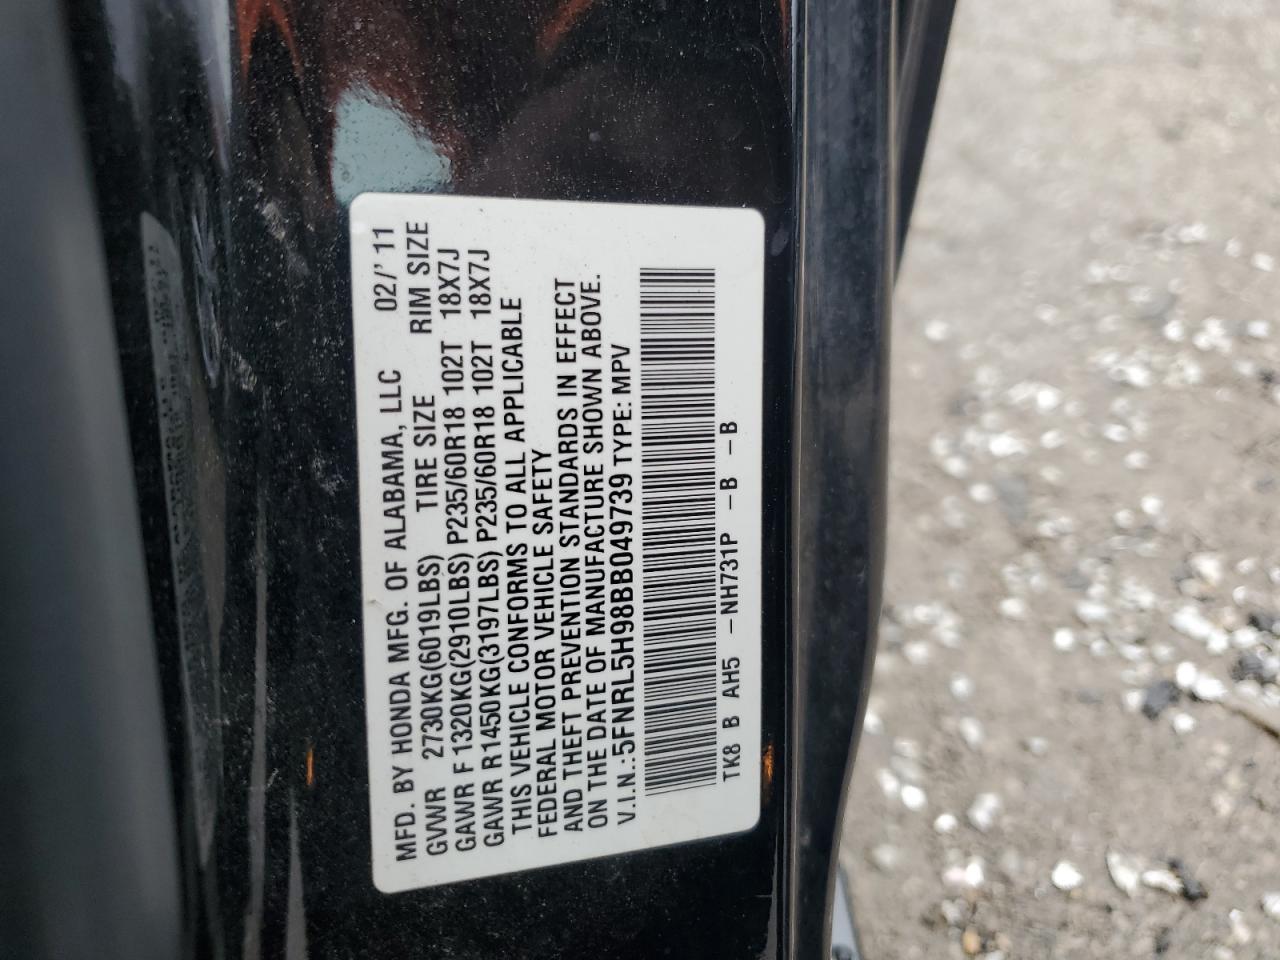 MFD. BY HONDA MFG. OF ALABAMA, LLC 02/'11
GVWR 2730KG(6019LBS) TIRE SIZE RIM SIZE
GAWR F 1320KG(2910LBS) P235/60R18 102T 18X7J
GAWR R1450KG(3197LBS) P235/60R18 102T 18X7J
THIS VEHICLE CONFORMS TO ALL APPLICABLE
FEDERAL MOTOR VEHICLE SAFETY
AND THEFT PREVENTION STANDARDS IN EFFECT
ON THE DATE OF MANUFACTURE SHOWN ABOVE.
V.I.N.:5FNRL5H98BB049739 TYPE: MPV
TK8 B AH5 -NH731P -B -B